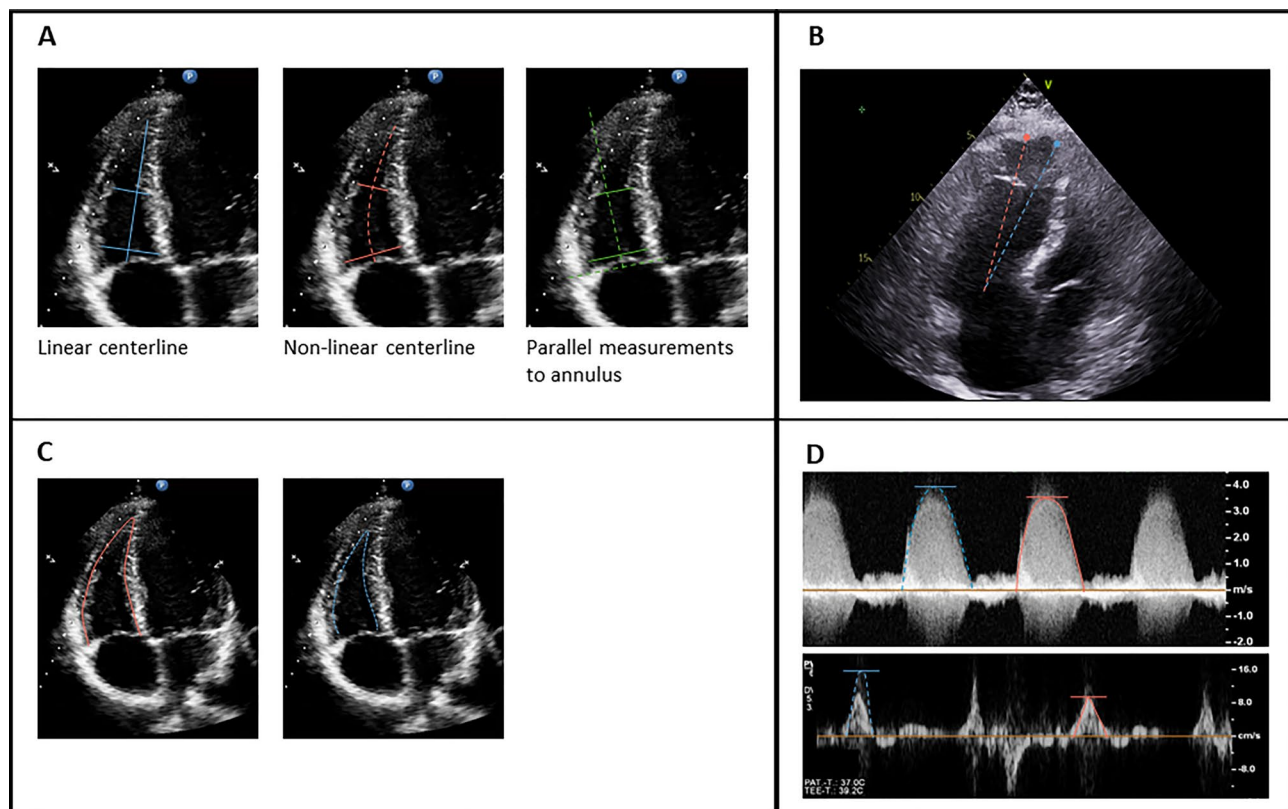 A
P
P
P
Linear centerline
Non-linear centerline
Parallel measurements
to annulus
B
V
5
10
15
C
P
P
D
4.0
3.0
2.0
1.0
m/s
-1.0
-2.0
16.0
8.0
cm/s
-8.0
PAT.-T.: 37.0C
TEE-T.: 39.2C